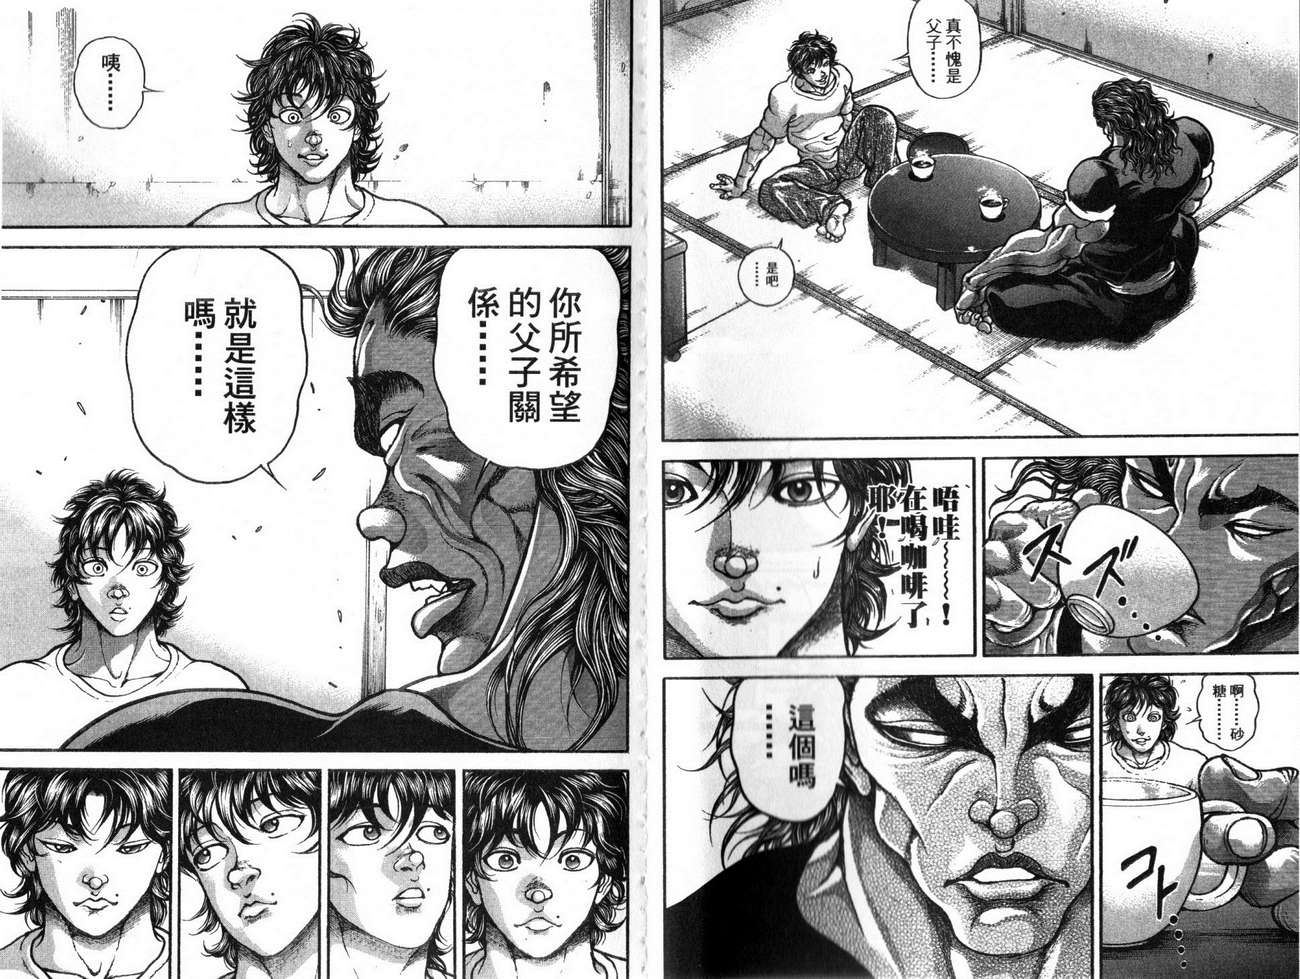 真不愧是
父子⋯⋯⋯
是吧
⋯⋯
ズズ⋯
唔哇~~~!
在喝咖啡了
耶!
啊⋯⋯砂
糖⋯⋯⋯
コト⋯
這個嗎
⋯⋯⋯
咦⋯⋯⋯
你所希望
的父子關
係⋯⋯⋯
就是這樣
嗎⋯⋯⋯